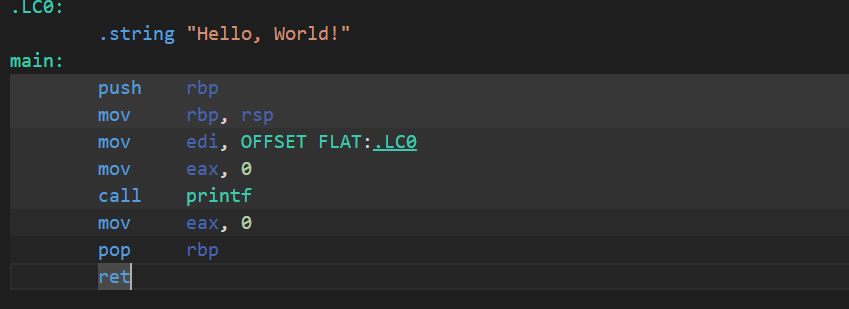 .LC0:
.string "Hello, World!"
main:
push rbp
mov rbp, rsp
mov edi, OFFSET FLAT:.LC0
mov eax, 0
call printf
mov eax, 0
pop rbp
ret